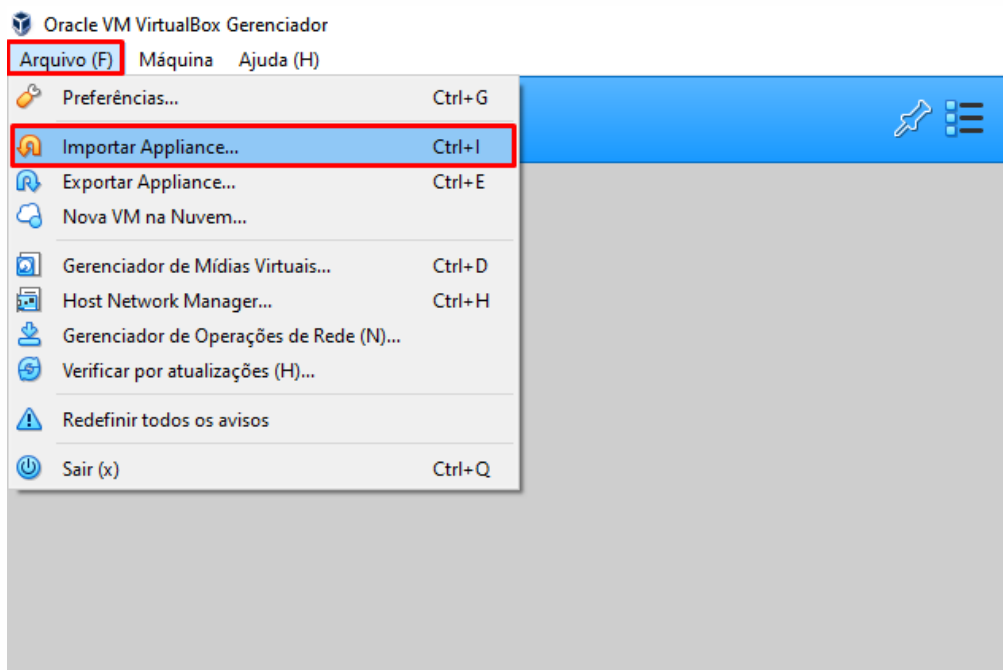 Oracle VM VirtualBox Gerenciador
Arquivo (F) Máquina Ajuda (H)
Preferências... Ctrl+G
Importar Appliance... Ctrl+I
Exportar Appliance... Ctrl+E
Nova VM na Nuvem...
Gerenciador de Mídias Virtuais... Ctrl+D
Host Network Manager... Ctrl+H
Gerenciador de Operações de Rede (N)...
Verificar por atualizações (H)...
Redefinir todos os avisos
Sair (x) Ctrl+Q